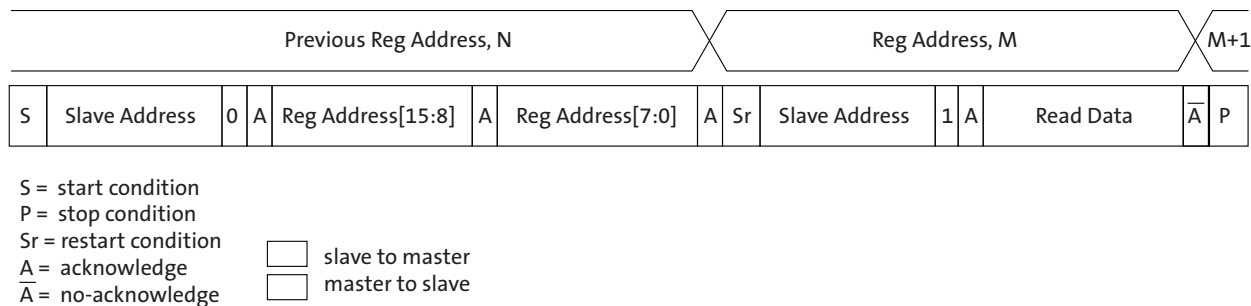 Previous Reg Address, N Reg Address, M M+1
S Slave Address 0 A Reg Address[15:8] A Reg Address[7:0] A Sr Slave Address 1 A Read Data A̅ P
S = start condition
P = stop condition
Sr = restart condition
A = acknowledge
A̅ = no-acknowledge
slave to master
master to slave